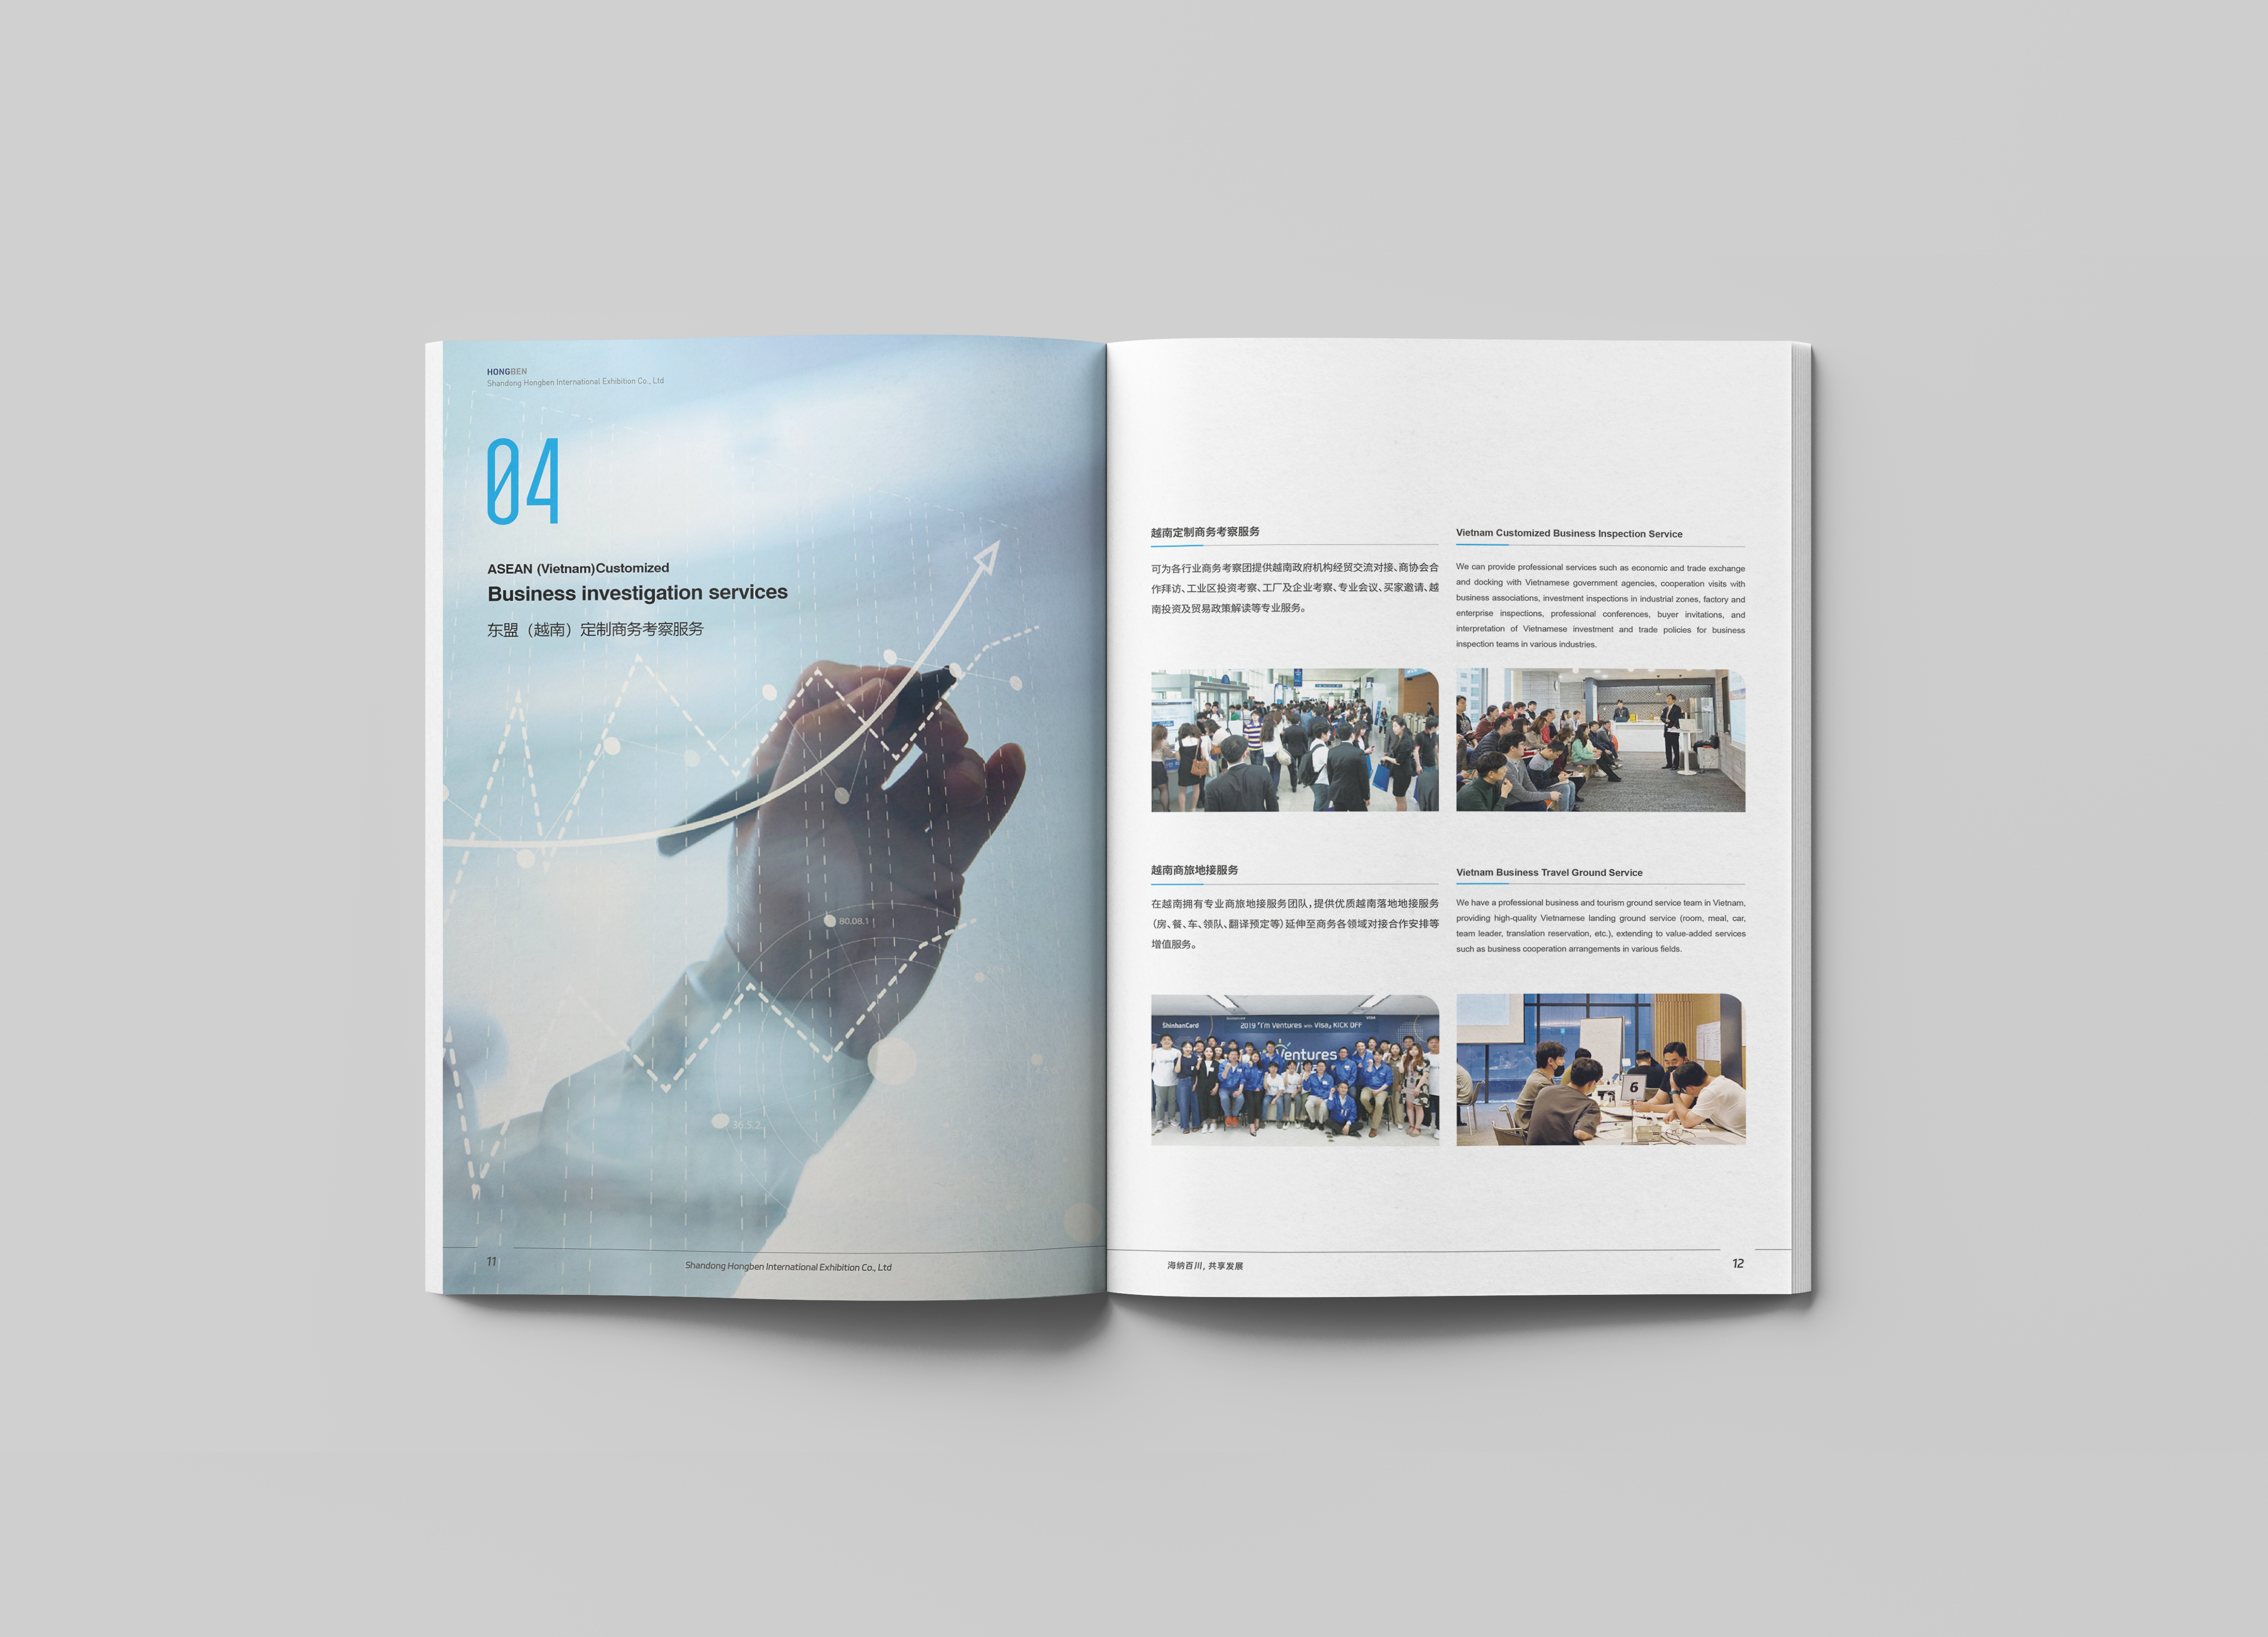 HONGBEN
Shandong Hongben International Exhibition Co., Ltd
04
ASEAN (Vietnam)Customized
Business investigation services
东盟（越南）定制商务考察服务
80.08.1
36.5.2
11
Shandong Hongben International Exhibition Co., Ltd
越南定制商务考察服务
可为各行业商务考察团提供越南政府机构经贸交流对接、商协会合
作拜访、工业区投资考察、工厂及企业考察、专业会议、买家邀请、越
南投资及贸易政策解读等专业服务。
Vietnam Customized Business Inspection Service
We can provide professional services such as economic and trade exchange
and docking with Vietnamese government agencies, cooperation visits with
business associations, investment inspections in industrial zones, factory and
enterprise inspections, professional conferences, buyer invitations, and
interpretation of Vietnamese investment and trade policies for business
inspection teams in various industries.
越南商旅地接服务
在越南拥有专业商旅地接服务团队，提供优质越南落地地接服务
（房、餐、车、领队、翻译预定等）延伸至商务各领域对接合作安排等
增值服务。
Vietnam Business Travel Ground Service
We have a professional business and tourism ground service team in Vietnam,
providing high-quality Vietnamese landing ground service (room, meal, car,
team leader, translation reservation, etc.), extending to value-added services
such as business cooperation arrangements in various fields.
ShinhanCard
VISA
2019 I'm Ventures with Visa, KICK OFF
Ventures
6
海纳百川，共享发展
12